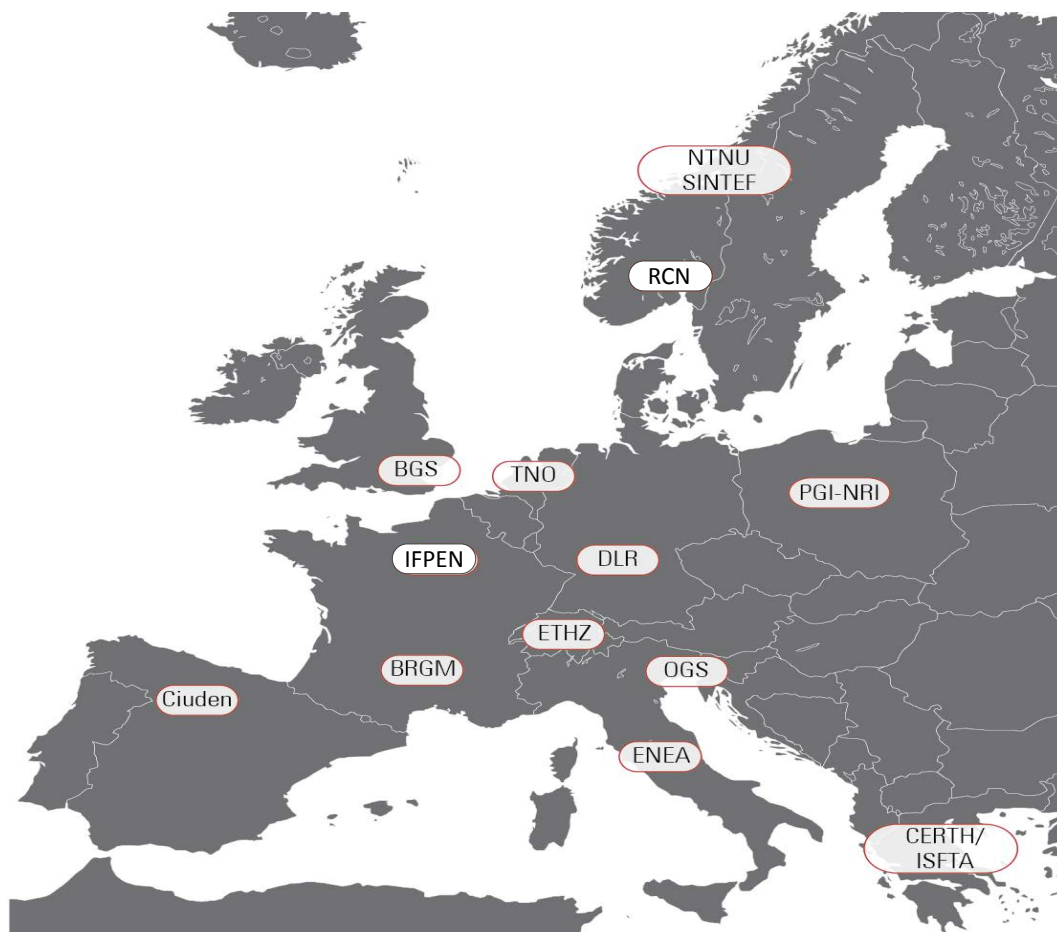 NTNU
SINTEF
RCN
BGS
TNO
PGI-NRI
IFPEN
DLR
ETHZ
BRGM
OGS
Ciuden
ENEA
CERTH/
ISFTA